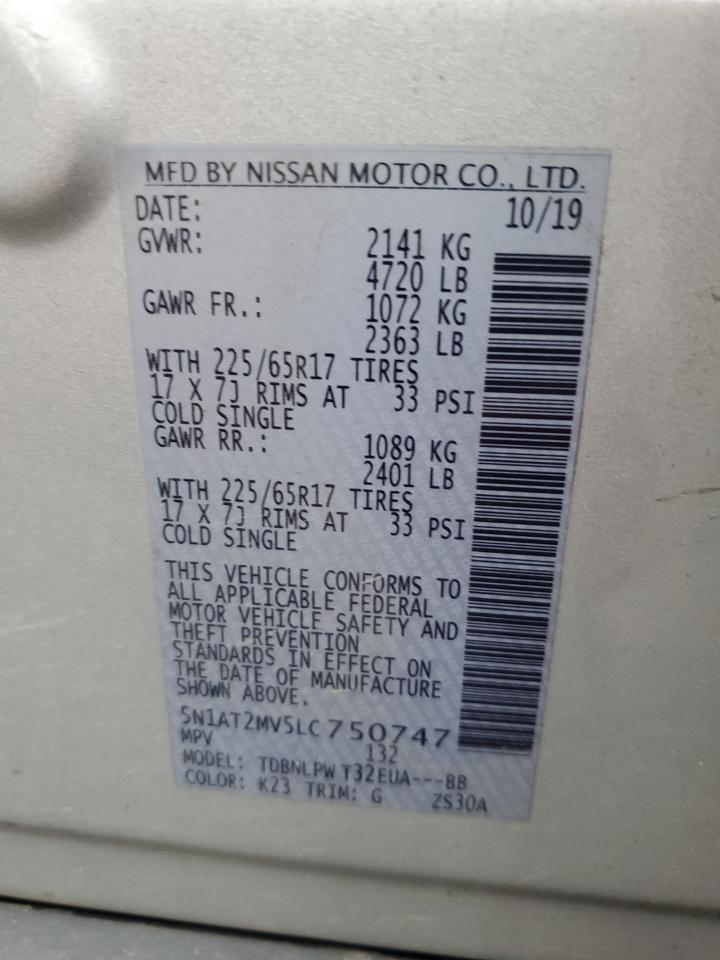 MFD BY NISSAN MOTOR CO., LTD.
DATE: 10/19
GVWR: 2141 KG
4720 LB
GAWR FR.: 1072 KG
2363 LB
WITH 225/65R17 TIRES
17 X 7J RIMS AT 33 PSI
COLD SINGLE
GAWR RR.: 1089 KG
2401 LB
WITH 225/65R17 TIRES
17 X 7J RIMS AT 33 PSI
COLD SINGLE
THIS VEHICLE CONFORMS TO
ALL APPLICABLE FEDERAL
MOTOR VEHICLE SAFETY AND
THEFT PREVENTION
STANDARDS IN EFFECT ON
THE DATE OF MANUFACTURE
SHOWN ABOVE.
5N1AT2MV5LC750747
MPV 132
MODEL: TDBNLPW T32EUA---BB
COLOR: K23 TRIM: G ZS30A